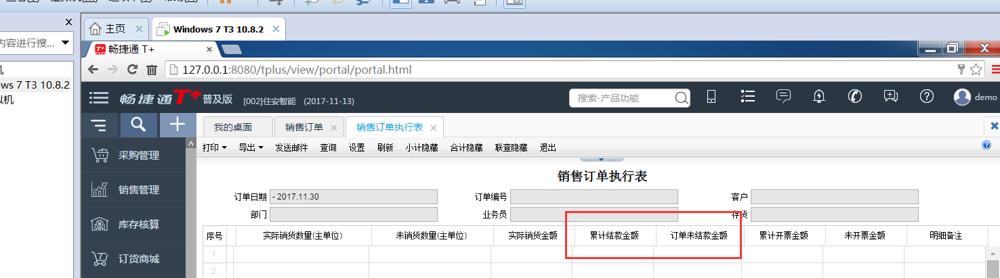 主页
Windows 7 T3 10.8.2
内容进行搜...
畅捷通 T+
127.0.0.1:8080/tplus/view/portal/portal.html
ows 7 T3 10.8.2
畅捷通T+普及版 [002]住安智能 (2017-11-13)
搜索-产品功能
demo
我的桌面 销售订单 销售订单执行表
打印 导出 发送邮件 查询 设置 刷新 小计隐藏 合计隐藏 联查隐藏 退出
采购管理
销售管理
库存核算
订货商城
销售订单执行表
订单日期 - 2017.11.30 订单编号 客户
部门 业务员 存货
序号 实际销货数量(主单位) 未销货数量(主单位) 实际销货金额 累计结款金额 订单未结款金额 累计开票金额 未开票金额 明细备注
1
2